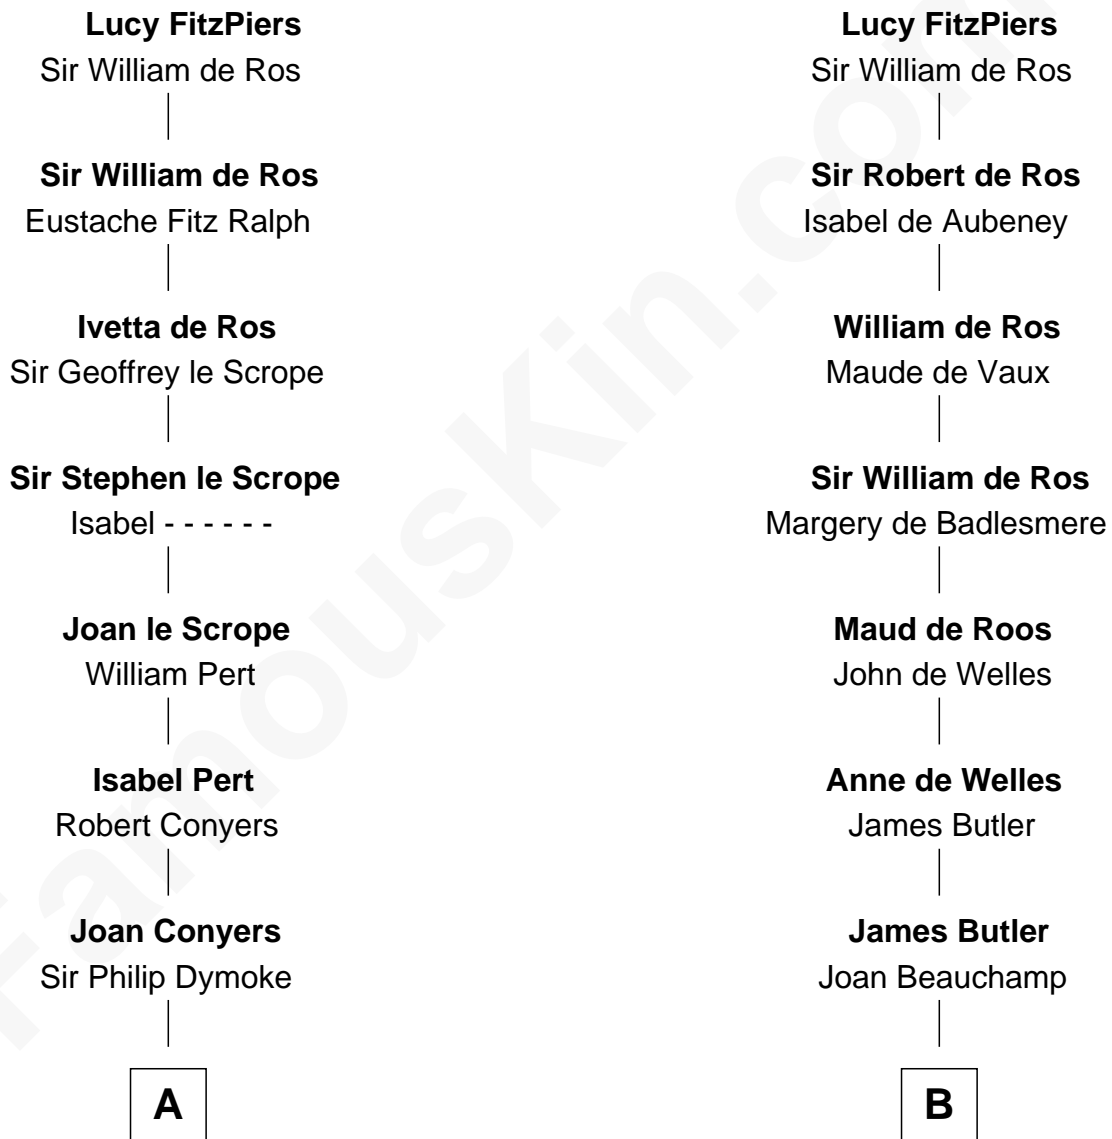 Lucy FitzPiers
Sir William de Ros
Sir William de Ros
Eustache Fitz Ralph
Ivetta de Ros
Sir Geoffrey le Scrope
Sir Stephen le Scrope
Isabel - - - - - -
Joan le Scrope
William Pert
Isabel Pert
Robert Conyers
Joan Conyers
Sir Philip Dymoke
A
Lucy FitzPiers
Sir William de Ros
Sir Robert de Ros
Isabel de Aubeney
William de Ros
Maude de Vaux
Sir William de Ros
Margery de Badlesmere
Maud de Roos
John de Welles
Anne de Welles
James Butler
James Butler
Joan Beauchamp
B
FamousKin.com